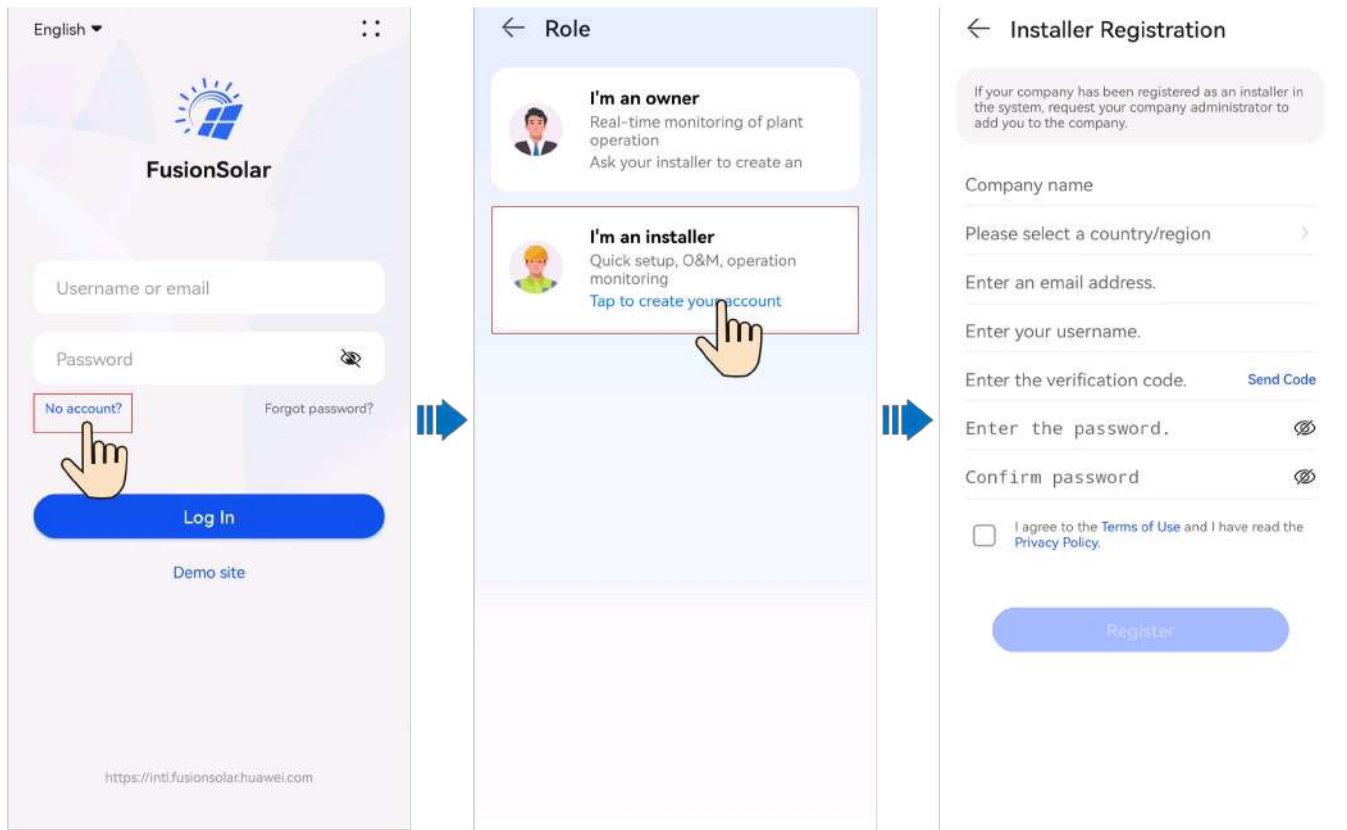 English
FusionSolar
Username or email
Password
No account?
Forgot password?
Log In
Demo site
https://intl.fusionsolar.huawei.com
Role
I'm an owner
Real-time monitoring of plant
operation
Ask your installer to create an
I'm an installer
Quick setup, O&M, operation
monitoring
Tap to create your account
Installer Registration
If your company has been registered as an installer in
the system, request your company administrator to
add you to the company.
Company name
Please select a country/region
Enter an email address.
Enter your username.
Enter the verification code.
Send Code
Enter the password.
Confirm password
I agree to the Terms of Use and I have read the
Privacy Policy.
Register